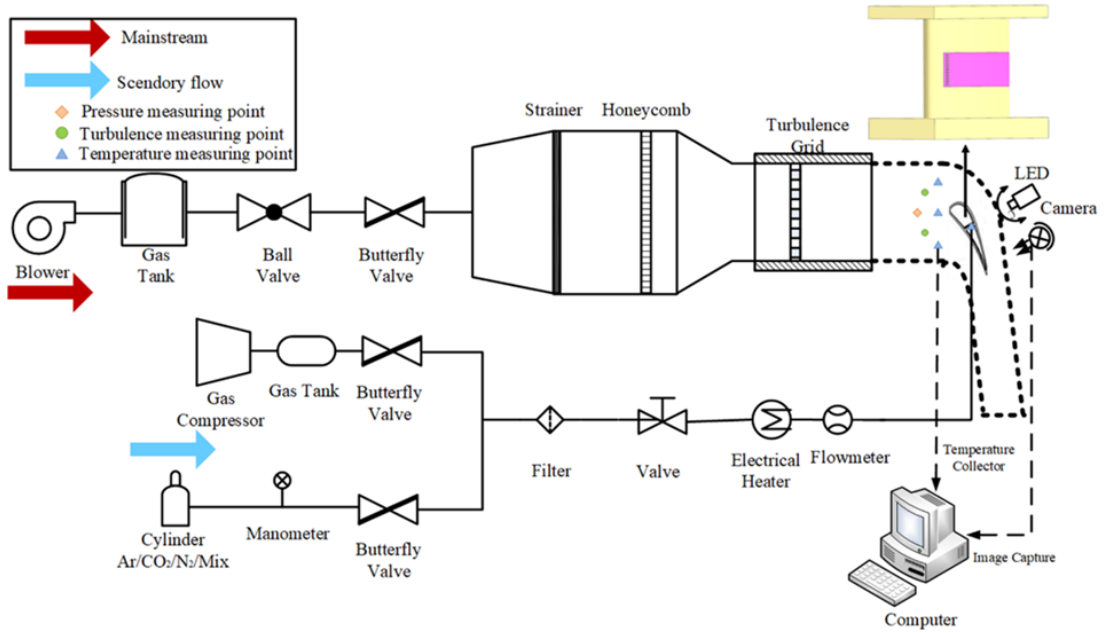 Mainstream
Scendory flow
Pressure measuring point
Turbulence measuring point
Temperature measuring point
Strainer
Honeycomb
Turbulence
Grid
LED
Camera
Blower
Gas
Tank
Ball
Valve
Butterfly
Valve
Gas
Compressor
Gas Tank
Butterfly
Valve
Filter
Valve
Electrical
Heater
Flowmeter
Temperature
Collector
Cylinder
Ar/CO₂/N₂/Mix
Manometer
Butterfly
Valve
Image Capture
Computer